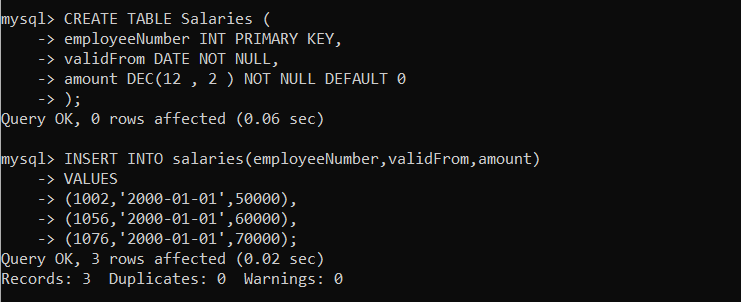 mysql> CREATE TABLE Salaries (
    -> employeeNumber INT PRIMARY KEY,
    -> validFrom DATE NOT NULL,
    -> amount DEC(12 , 2 ) NOT NULL DEFAULT 0
    -> );
Query OK, 0 rows affected (0.06 sec)

mysql> INSERT INTO salaries(employeeNumber,validFrom,amount)
    -> VALUES
    -> (1002,'2000-01-01',50000),
    -> (1056,'2000-01-01',60000),
    -> (1076,'2000-01-01',70000);
Query OK, 3 rows affected (0.02 sec)
Records: 3  Duplicates: 0  Warnings: 0